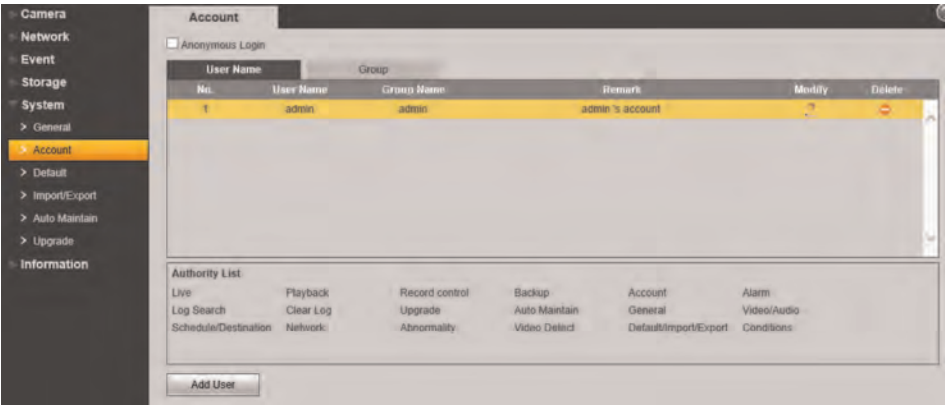 Camera
Network
Event
Storage
System
> General
> Account
> Default
> Import/Export
> Auto Maintain
> Upgrade
Information
Account
Anonymous Login
User Name Group
No. User Name Group Name Remark Modify Delete
1 admin admin admin 's account
Authority List
Live Playback Record control Backup Account Alarm
Log Search Clear Log Upgrade Auto Maintain General Video/Audio
Schedule/Destination Network Abnormality Video Detect Default/Import/Export Conditions
Add User